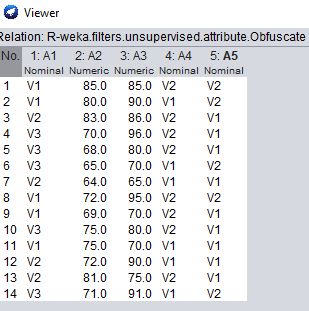 Viewer
Relation: R-weka.filters.unsupervised.attribute.Obfuscate
No. 1: A1 2: A2 3: A3 4: A4 5: A5
Nominal Numeric Numeric Nominal Nominal
1 V1 85.0 85.0 V2 V2
2 V1 80.0 90.0 V1 V2
3 V2 83.0 86.0 V2 V1
4 V3 70.0 96.0 V2 V1
5 V3 68.0 80.0 V2 V1
6 V3 65.0 70.0 V1 V2
7 V2 64.0 65.0 V1 V1
8 V1 72.0 95.0 V2 V2
9 V1 69.0 70.0 V2 V1
10 V3 75.0 80.0 V2 V1
11 V1 75.0 70.0 V1 V1
12 V2 72.0 90.0 V1 V1
13 V2 81.0 75.0 V2 V1
14 V3 71.0 91.0 V1 V2